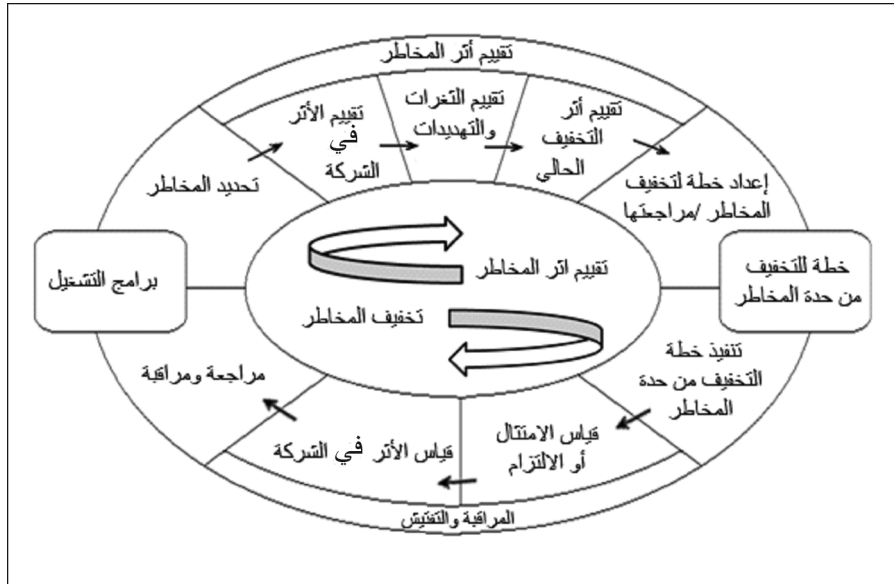 تقييم أثر المخاطر
تحديد المخاطر
تقييم الأثر
في
الشركة
تقييم الثغرات
والتهديدات
تقييم أثر
التخفيف
الحالي
إعداد خطة لتخفيف
المخاطر /مراجعتها
خطة للتخفيف
من حدة المخاطر
برامج التشغيل
تقييم اثر المخاطر
تخفيف المخاطر
تنفيذ خطة
التخفيف من حدة
المخاطر
قياس الامتثال
أو الالتزام
قياس الأثر في الشركة
مراجعة ومراقبة
المراقبة والتفتيش